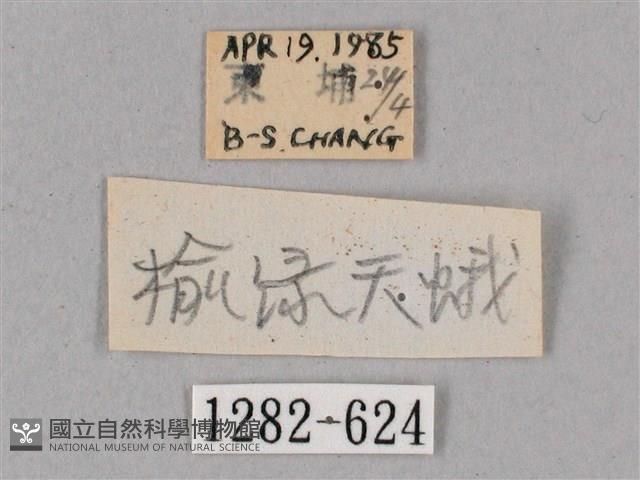 APR 19. 1985
東 埔 24/4
B-S. CHANG
榆绿天蛾
1282-624
國立自然科學博物館
NATIONAL MUSEUM OF NATURAL SCIENCE